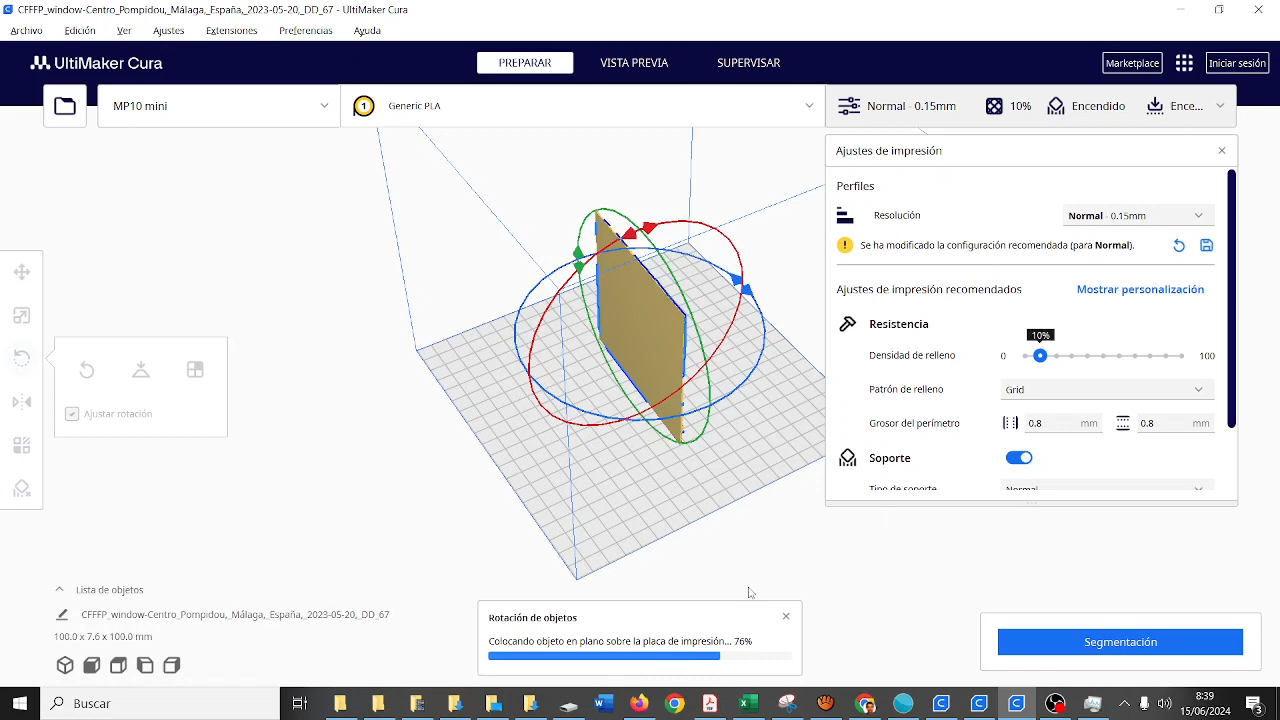 CFFFP_window-Centro_Pompidou,_Málaga,_España,_2023-05-20,_DD_67 - UltiMaker Cura
Archivo Edición Ver Ajustes Extensiones Preferencias Ayuda
UltiMaker Cura PREPARAR VISTA PREVIA SUPERVISAR Marketplace Iniciar sesión
MP10 mini 1 Generic PLA Normal - 0.15mm 10% Encendido Ence...
Ajustes de impresión
Perfiles
Resolución Normal - 0.15mm
Se ha modificado la configuración recomendada (para Normal).
Ajustes de impresión recomendados Mostrar personalización
Resistencia
10%
Densidad de relleno 0 100
Patrón de relleno Grid
Grosor del perímetro 0.8 mm 0.8 mm
Soporte
Tipo de soporte Normal
Ajustar rotación
Lista de objetos
CFFFP_window-Centro_Pompidou,_Málaga,_España,_2023-05-20,_DD_67
100.0 x 7.6 x 100.0 mm
Rotación de objetos
Colocando objeto en plano sobre la placa de impresión... 76%
Segmentación
Buscar
8:39
15/06/2024
3